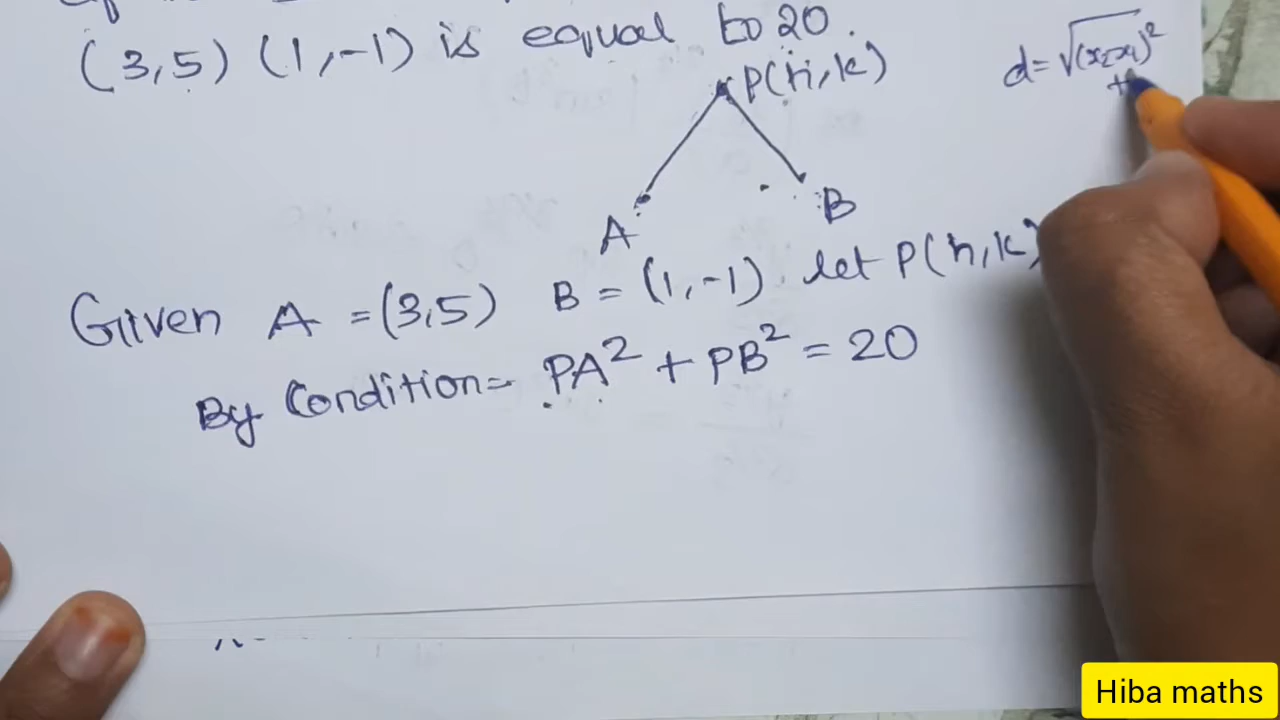 (3,5) (1,-1) is equal to 20.
P(h,k)
d=√(x₂-x₁)²
+
A
B
Given A =(3,5) B = (1,-1). let P(h,k)
By Condition= PA² + PB² = 20
Hiba maths